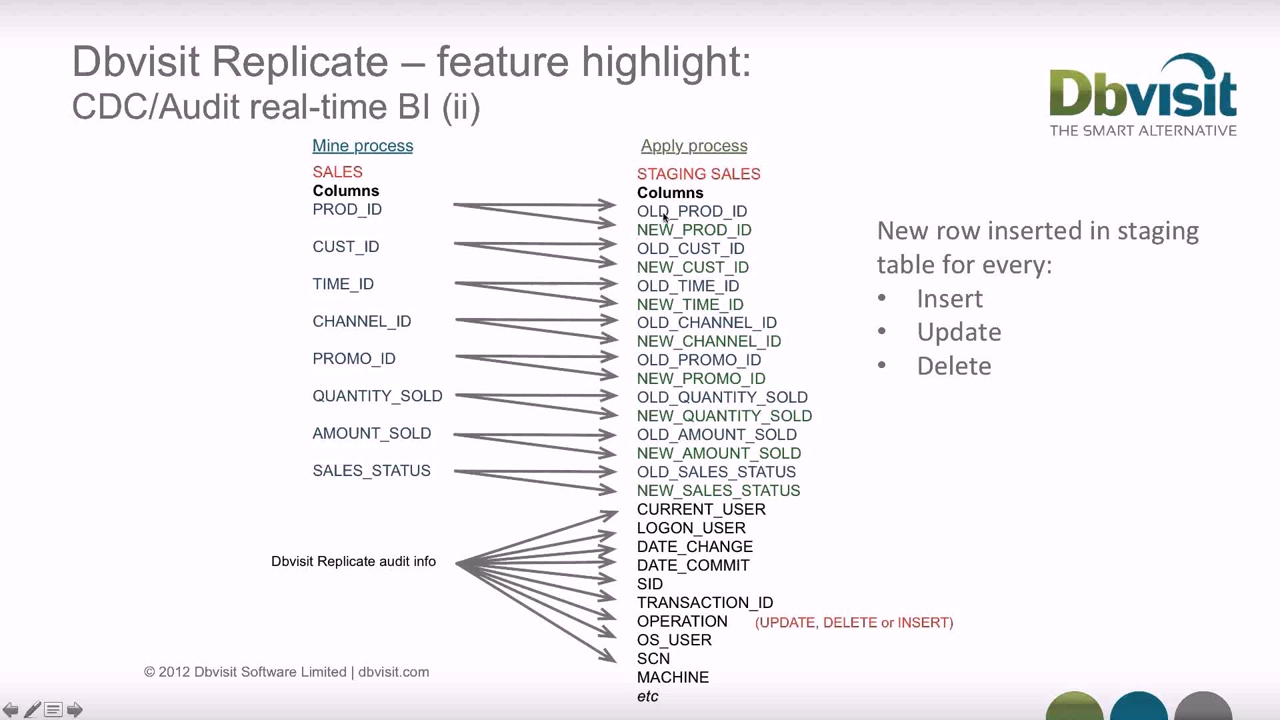 Dbvisit Replicate – feature highlight:
CDC/Audit real-time BI (ii)
Dbvisit
THE SMART ALTERNATIVE
Mine process
SALES
Columns
PROD_ID
CUST_ID
TIME_ID
CHANNEL_ID
PROMO_ID
QUANTITY_SOLD
AMOUNT_SOLD
SALES_STATUS
Dbvisit Replicate audit info
Apply process
STAGING SALES
Columns
OLD_PROD_ID
NEW_PROD_ID
OLD_CUST_ID
NEW_CUST_ID
OLD_TIME_ID
NEW_TIME_ID
OLD_CHANNEL_ID
NEW_CHANNEL_ID
OLD_PROMO_ID
NEW_PROMO_ID
OLD_QUANTITY_SOLD
NEW_QUANTITY_SOLD
OLD_AMOUNT_SOLD
NEW_AMOUNT_SOLD
OLD_SALES_STATUS
NEW_SALES_STATUS
CURRENT_USER
LOGON_USER
DATE_CHANGE
DATE_COMMIT
SID
TRANSACTION_ID
OPERATION (UPDATE, DELETE or INSERT)
OS_USER
SCN
MACHINE
etc
New row inserted in staging
table for every:
• Insert
• Update
• Delete
© 2012 Dbvisit Software Limited | dbvisit.com